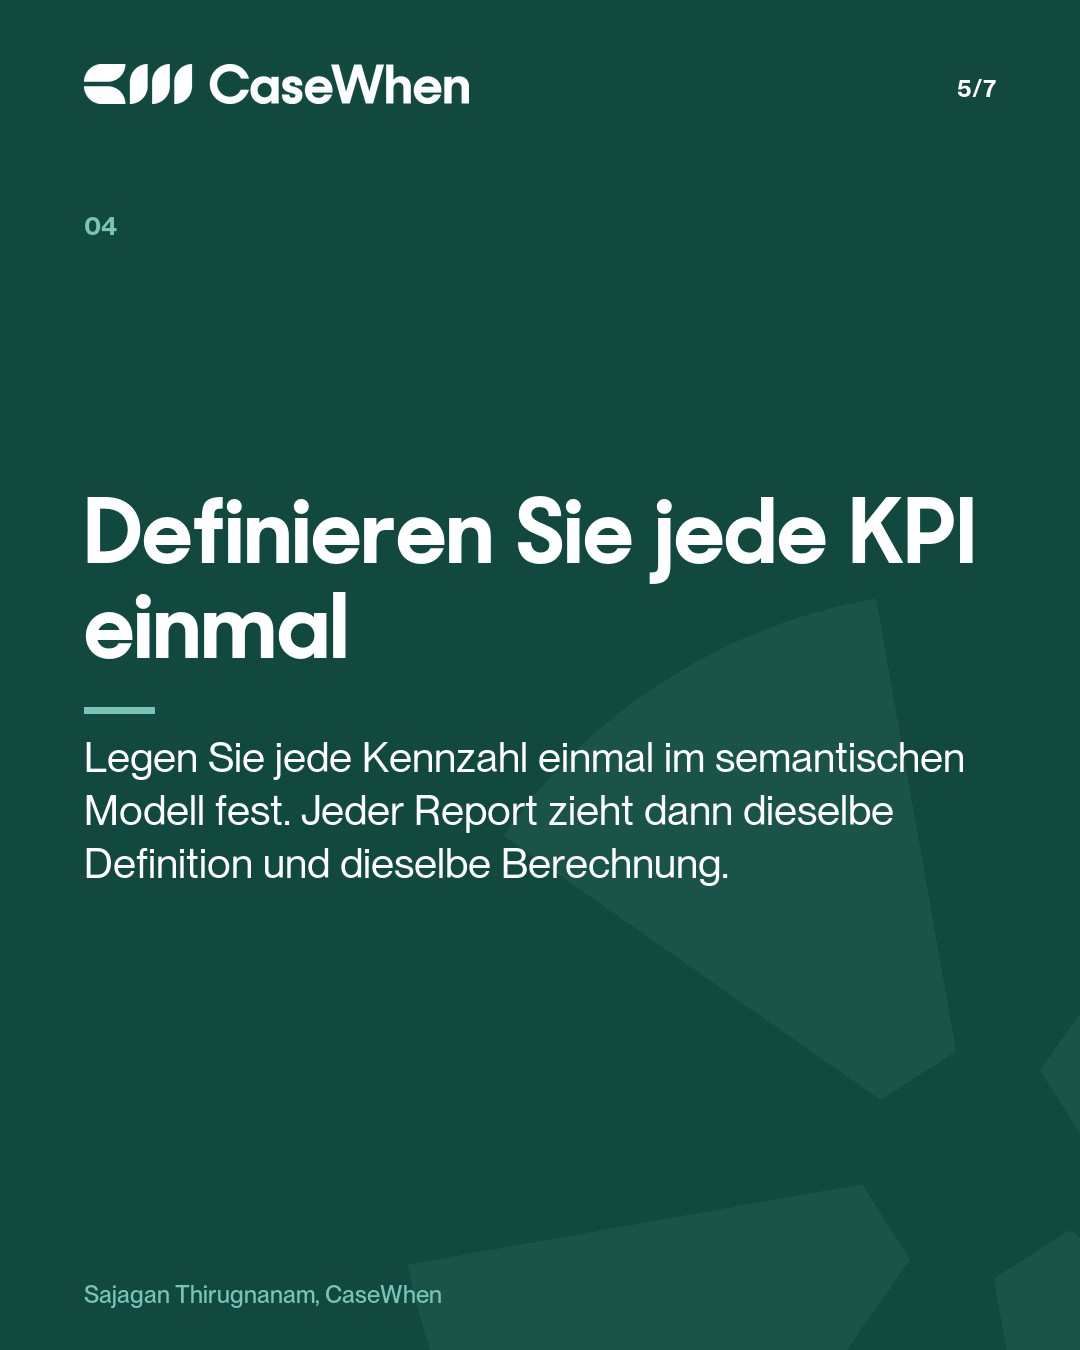 CaseWhen
5/7
04
Definieren Sie jede KPI
einmal
Legen Sie jede Kennzahl einmal im semantischen
Modell fest. Jeder Report zieht dann dieselbe
Definition und dieselbe Berechnung.
Sajagan Thirugnanam, CaseWhen